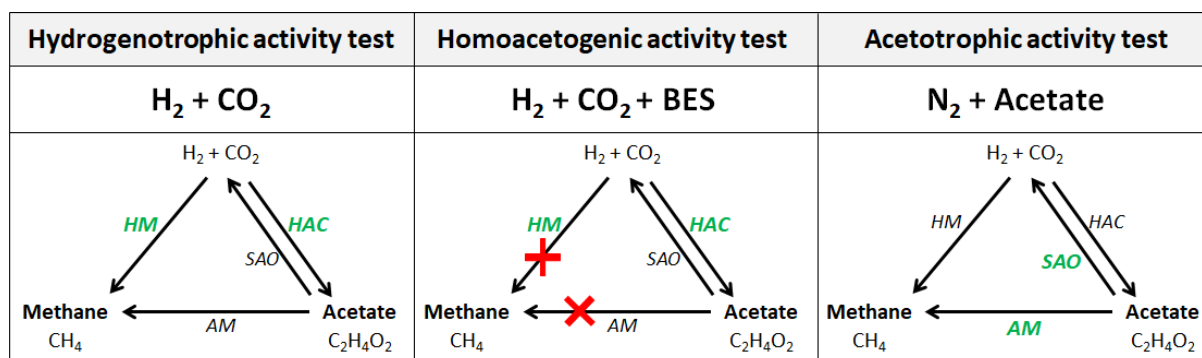 Hydrogenotrophic activity test
Homoacetogenic activity test
Acetotrophic activity test
H₂ + CO₂
H₂ + CO₂ + BES
N₂ + Acetate
H₂ + CO₂
HM
HAC
SAO
Methane
CH₄
AM
Acetate
C₂H₄O₂
H₂ + CO₂
HM
HAC
SAO
Methane
CH₄
AM
Acetate
C₂H₄O₂
H₂ + CO₂
HM
HAC
SAO
Methane
CH₄
AM
Acetate
C₂H₄O₂